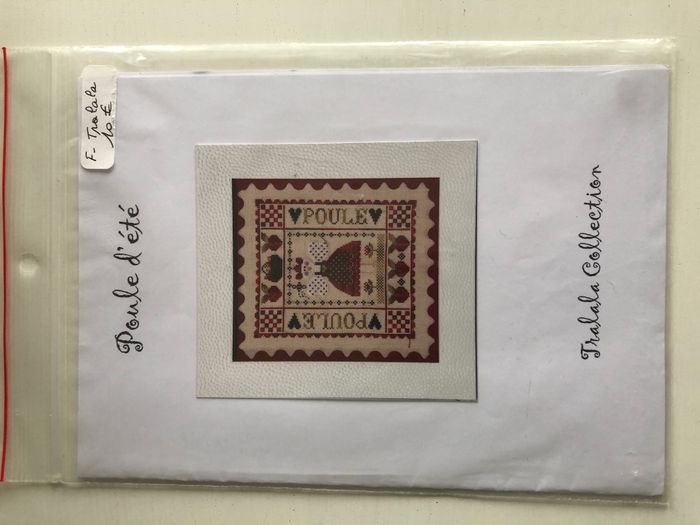 F- Tralala
10 €
Poule d'été
POULE
POULE
Tralala Collection